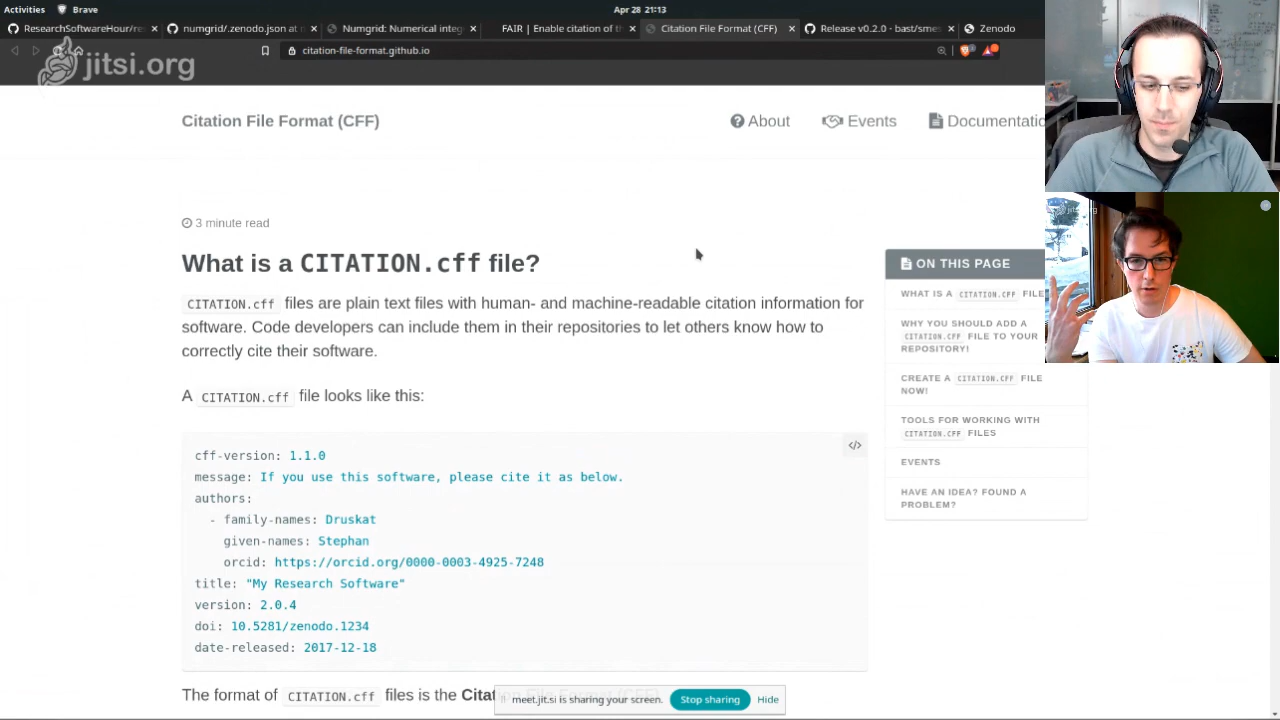 Activities
Brave
Apr 28 21:13
ResearchSoftwareHour/re
numgrid/.zenodo.json at
Numgrid: Numerical integ
FAIR | Enable citation of th
Citation File Format (CFF)
Release v0.2.0 · bast/smes
Zenodo
citation-file-format.github.io
jitsi.org
Citation File Format (CFF)
About
Events
Documentatio
3 minute read
What is a CITATION.cff file?
CITATION.cff files are plain text files with human- and machine-readable citation information for
software. Code developers can include them in their repositories to let others know how to
correctly cite their software.
A CITATION.cff file looks like this:
</>
cff-version: 1.1.0
message: If you use this software, please cite it as below.
authors:
- family-names: Druskat
given-names: Stephan
orcid: https://orcid.org/0000-0003-4925-7248
title: "My Research Software"
version: 2.0.4
doi: 10.5281/zenodo.1234
date-released: 2017-12-18
The format of CITATION.cff files is the Citation File Format (CFF)
ON THIS PAGE
WHAT IS A CITATION.cff FILE
WHY YOU SHOULD ADD A
CITATION.cff FILE TO YOUR
REPOSITORY!
CREATE A CITATION.cff FILE
NOW!
TOOLS FOR WORKING WITH
CITATION.cff FILES
EVENTS
HAVE AN IDEA? FOUND A
PROBLEM?
meet.jit.si is sharing your screen.
Stop sharing
Hide
jitsi.org